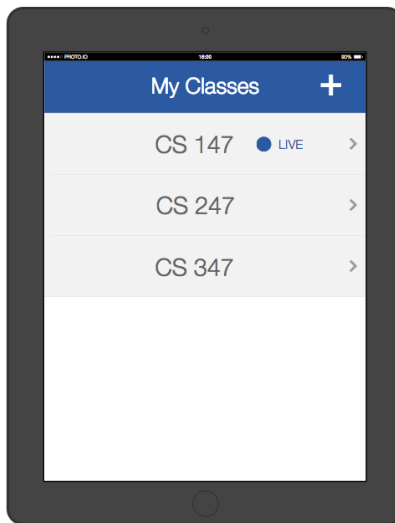 PROTO.IO 16:20 90%
My Classes +
CS 147 LIVE
CS 247
CS 347